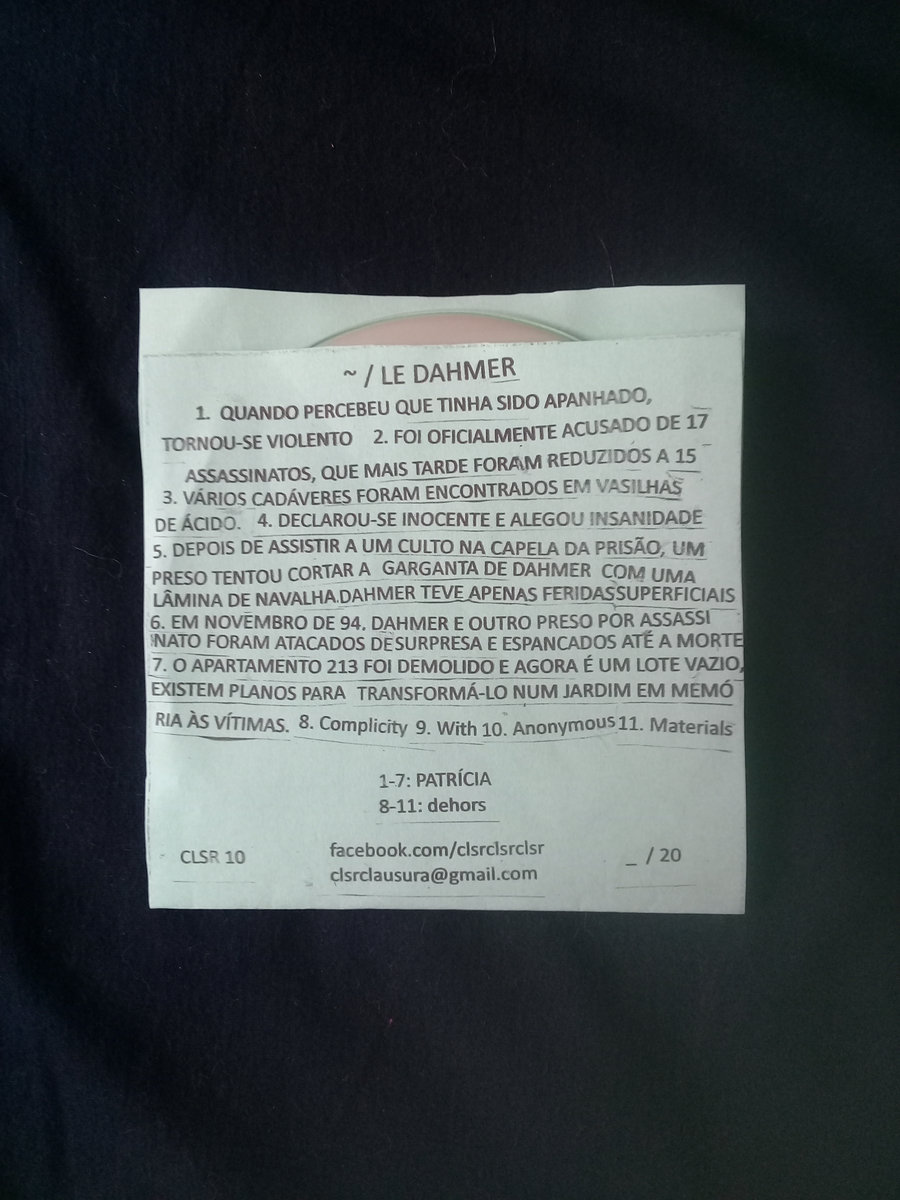 ~ / LE DAHMER
1. QUANDO PERCEBEU QUE TINHA SIDO APANHADO,
TORNOU-SE VIOLENTO 2. FOI OFICIALMENTE ACUSADO DE 17
ASSASSINATOS, QUE MAIS TARDE FORAM REDUZIDOS A 15
3. VÁRIOS CADÁVERES FORAM ENCONTRADOS EM VASILHAS
DE ÁCIDO. 4. DECLAROU-SE INOCENTE E ALEGOU INSANIDADE
5. DEPOIS DE ASSISTIR A UM CULTO NA CAPELA DA PRISÃO, UM
PRESO TENTOU CORTAR A GARGANTA DE DAHMER COM UMA
LÂMINA DE NAVALHA.DAHMER TEVE APENAS FERIDASSUPERFICIAIS
6. EM NOVEMBRO DE 94, DAHMER E OUTRO PRESO POR ASSASSI
NATO FORAM ATACADOS DESURPRESA E ESPANCADOS ATÉ A MORTE
7. O APARTAMENTO 213 FOI DEMOLIDO E AGORA É UM LOTE VAZIO,
EXISTEM PLANOS PARA TRANSFORMÁ-LO NUM JARDIM EM MEMÓ
RIA ÀS VÍTIMAS. 8. Complicity 9. With 10. Anonymous 11. Materials
1-7: PATRÍCIA
8-11: dehors
CLSR 10
facebook.com/clsrclsrclsr
clsrclausura@gmail.com
_ / 20